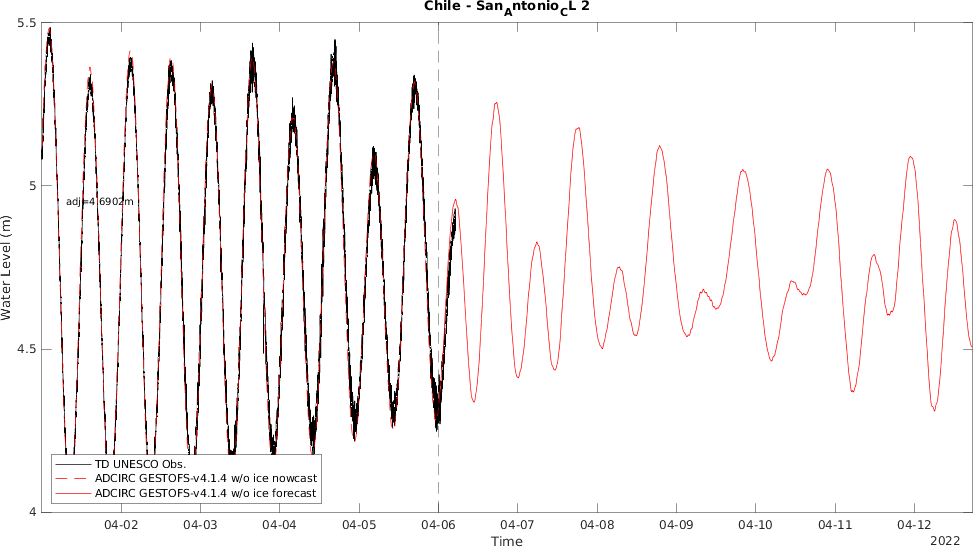 Chile - SanAntonioCL 2
5.5
5
4.5
4
Water Level (m)
adj=4.6902m
TD UNESCO Obs.
ADCIRC GESTOFS-v4.1.4 w/o ice nowcast
ADCIRC GESTOFS-v4.1.4 w/o ice forecast
04-02 04-03 04-04 04-05 04-06 04-07 04-08 04-09 04-10 04-11 04-12
Time
2022